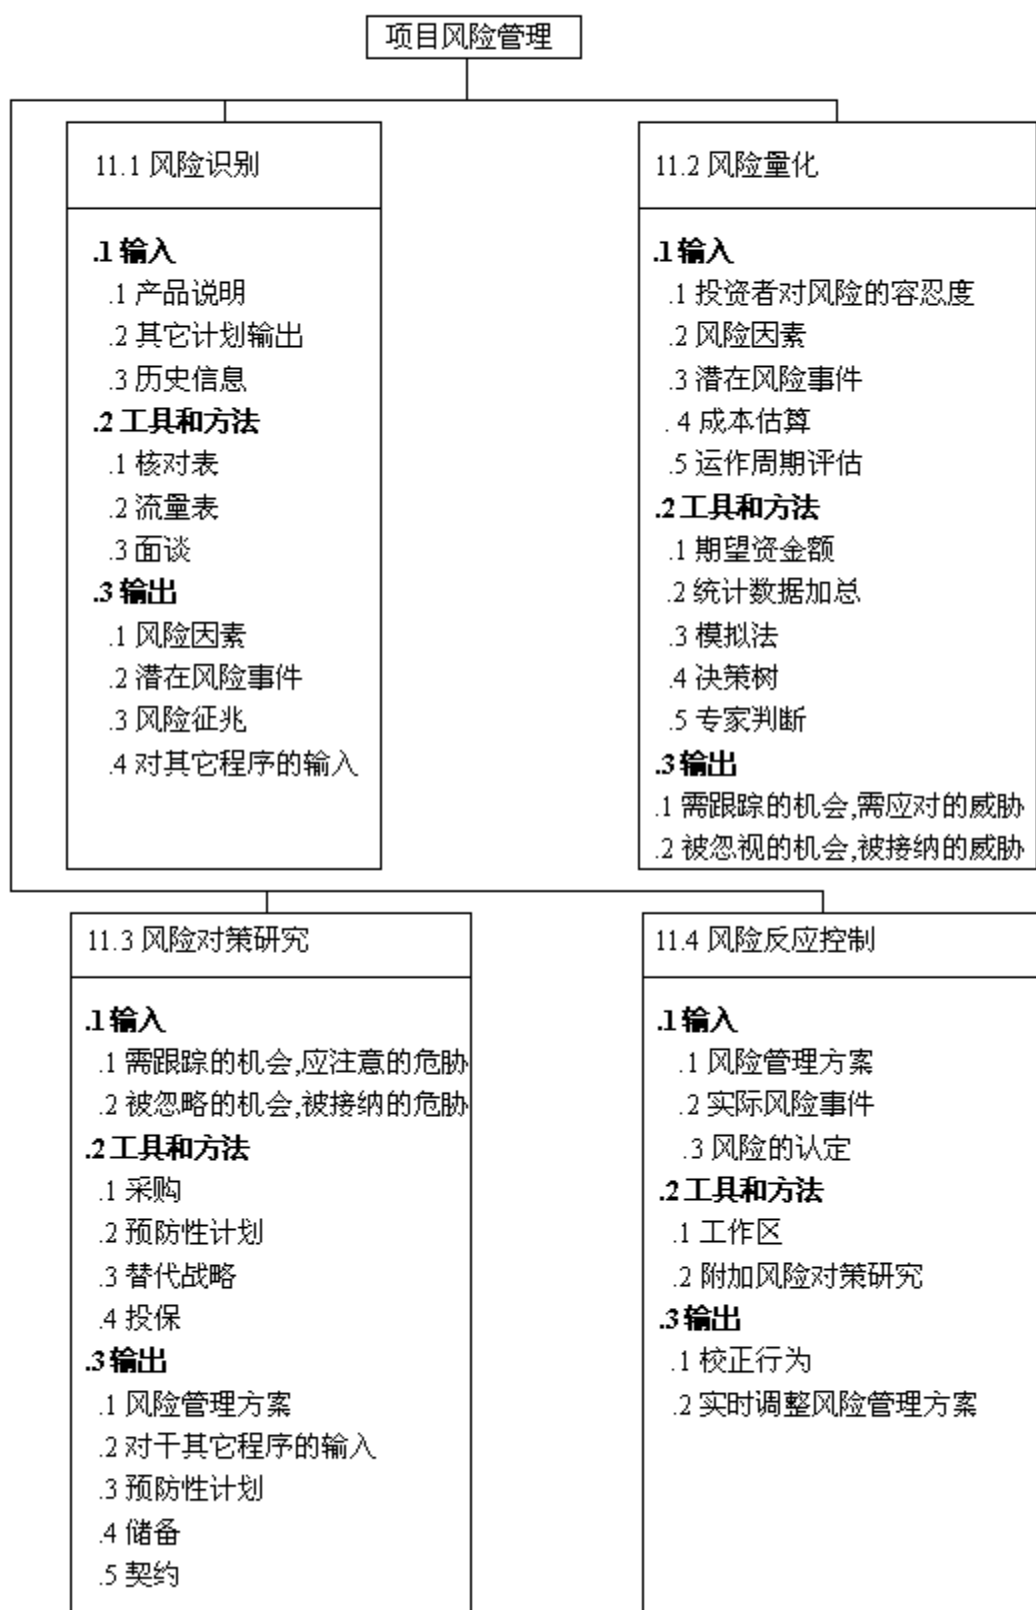 项目风险管理
11.1 风险识别
.1 输入
.1 产品说明
.2 其它计划输出
.3 历史信息
.2 工具和方法
.1 核对表
.2 流量表
.3 面谈
.3 输出
.1 风险因素
.2 潜在风险事件
.3 风险征兆
.4 对其它程序的输入
11.2 风险量化
.1 输入
.1 投资者对风险的容忍度
.2 风险因素
.3 潜在风险事件
. 4 成本估算
.5 运作周期评估
.2 工具和方法
.1 期望资金额
.2 统计数据加总
.3 模拟法
.4 决策树
.5 专家判断
.3 输出
.1 需跟踪的机会,需应对的威胁
.2 被忽视的机会,被接纳的威胁
11.3 风险对策研究
.1 输入
.1 需跟踪的机会,应注意的危胁
.2 被忽略的机会,被接纳的危胁
.2 工具和方法
.1 采购
.2 预防性计划
.3 替代战略
.4 投保
.3 输出
.1 风险管理方案
.2 对干其它程序的输入
.3 预防性计划
.4 储备
.5 契约
11.4 风险反应控制
.1 输入
.1 风险管理方案
.2 实际风险事件
.3 风险的认定
.2 工具和方法
.1 工作区
.2 附加风险对策研究
.3 输出
.1 校正行为
.2 实时调整风险管理方案